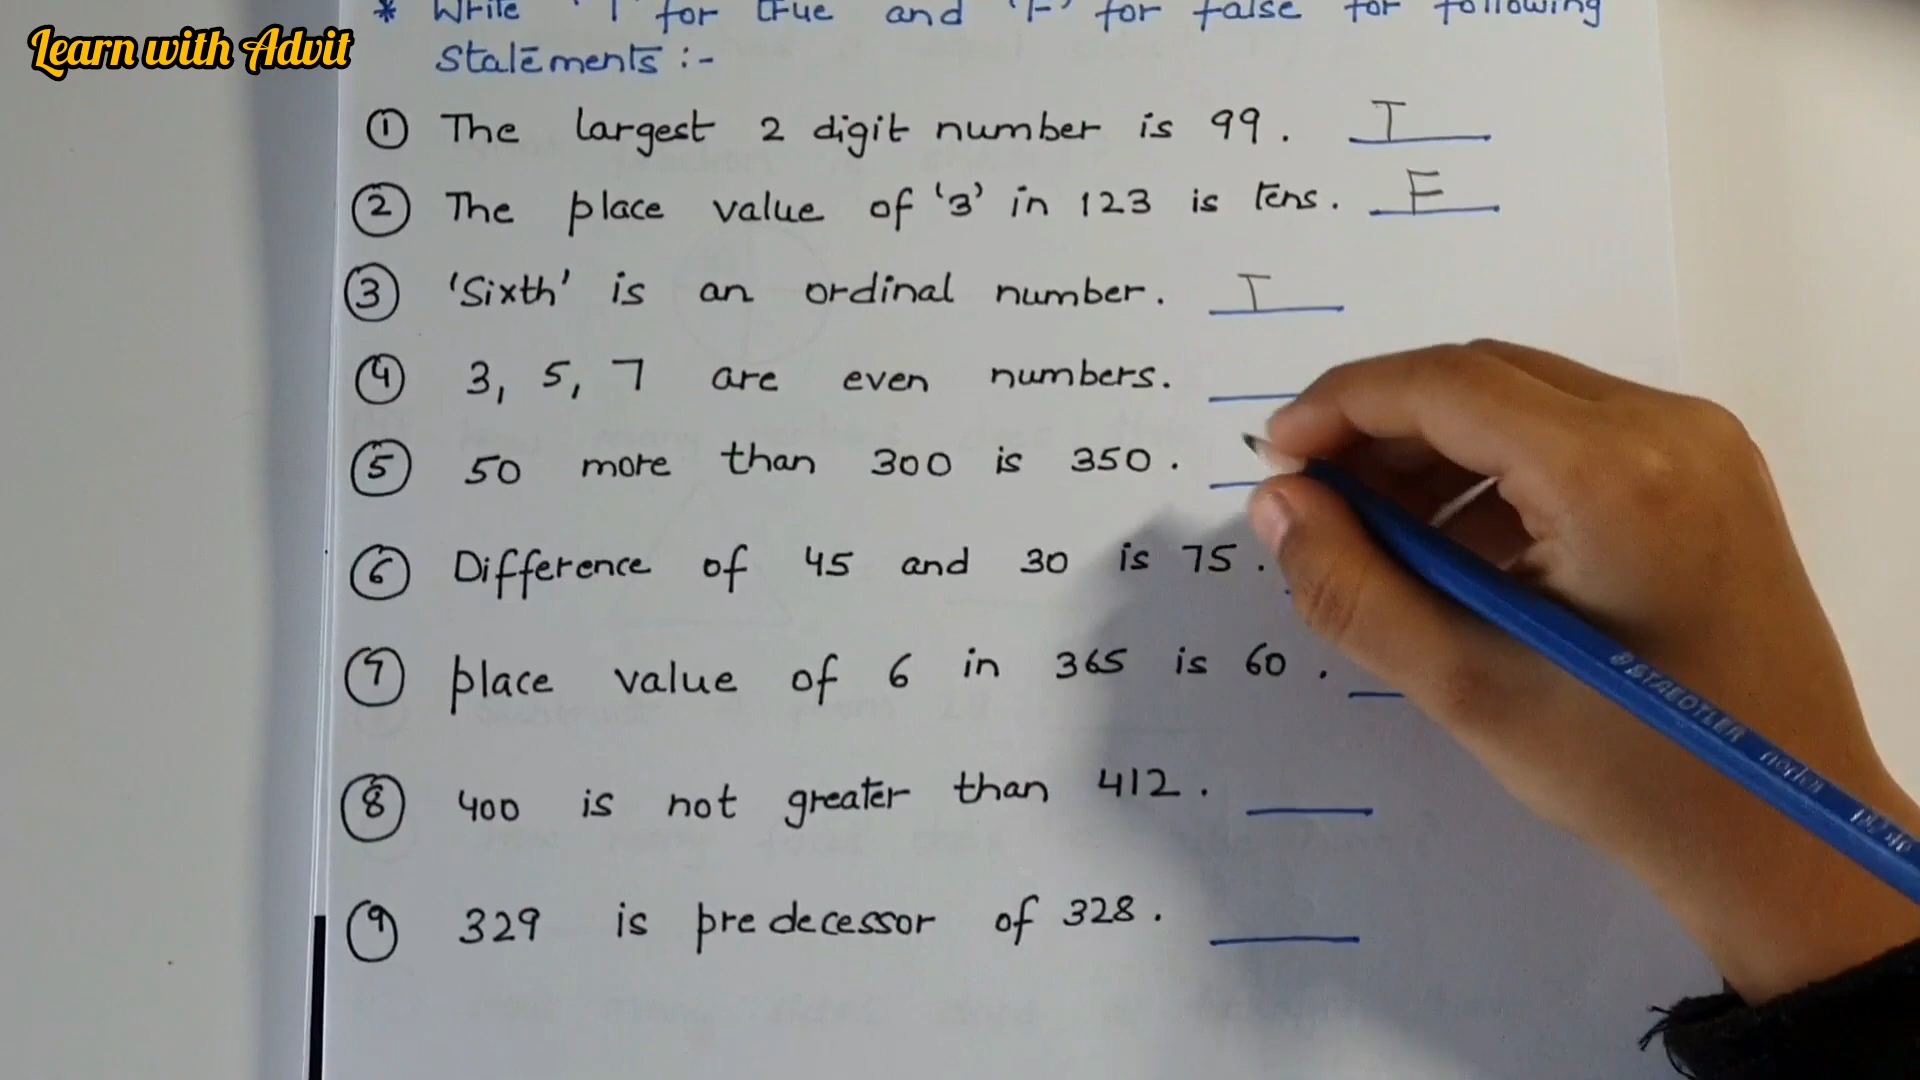 Learn with Advit
* Write 'T' for true and 'F' for false for following
statements :-
① The largest 2 digit number is 99. T
② The place value of '3' in 123 is tens. F
③ 'Sixth' is an ordinal number. T
④ 3, 5, 7 are even numbers.
⑤ 50 more than 300 is 350.
⑥ Difference of 45 and 30 is 75.
⑦ place value of 6 in 365 is 60.
⑧ 400 is not greater than 412.
⑨ 329 is predecessor of 328.
STAEDTLER noris